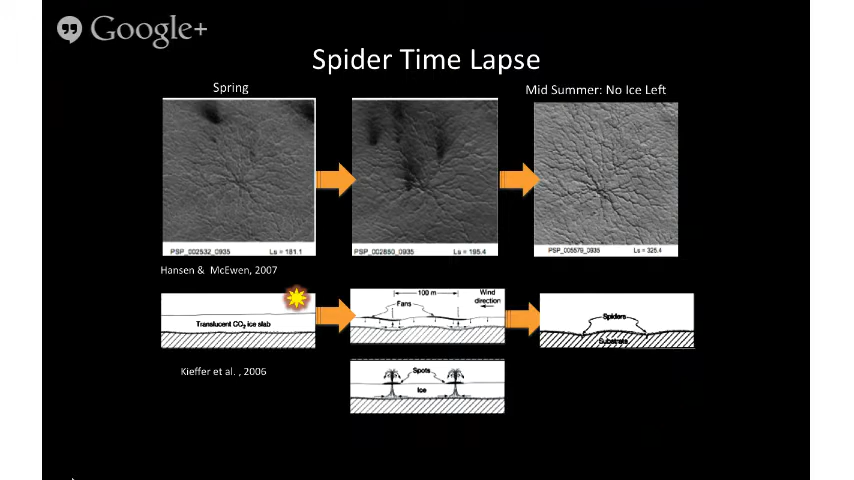 Google+
Spider Time Lapse
Spring
Mid Summer: No Ice Left
PSP_002532_0935 Ls = 181.1
PSP_002850_0935 Ls = 195.4
PSP_005579_0935 Ls = 325.4
Hansen & McEwen, 2007
Translucent CO2 ice slab
100 m
Wind
direction
Fans
Spiders
Substrate
Kieffer et al. , 2006
Spots
Ice